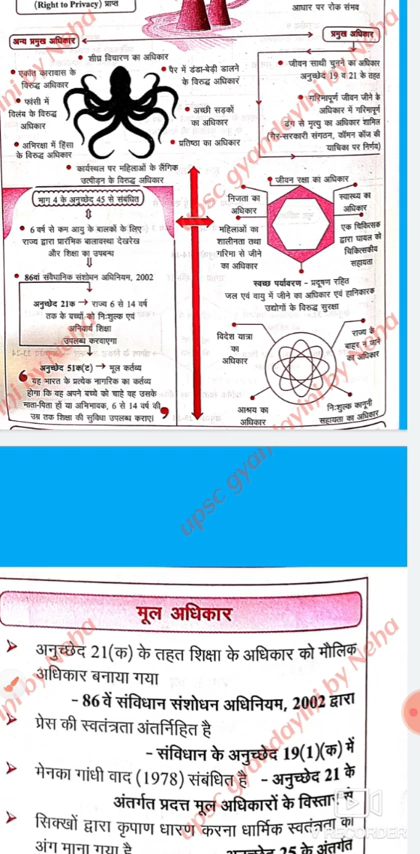 (Right to Privacy) प्राप्त
आधार पर रोक संभव
अन्य प्रमुख अधिकार
प्रमुख अधिकार
शीघ्र विचारण का अधिकार
एकांत कारावास के
विरुद्ध अधिकार
पैर में डंडा-बेड़ी डालने
के विरुद्ध अधिकार
फांसी में
विलंब के विरुद्ध
अधिकार
अच्छी सड़कों
का अधिकार
अभिरक्षा में हिंसा
के विरुद्ध अधिकार
प्रतिष्ठा का अधिकार
कार्यस्थल पर महिलाओं के लैंगिक
उत्पीड़न के विरुद्ध अधिकार
जीवन साथी चुनने का अधिकार
अनुच्छेद 19 व 21 के तहत
गरिमापूर्ण जीवन जीने के
अधिकार में गरिमापूर्ण
ढंग से मृत्यु का अधिकार शामिल
(गैर-सरकारी संगठन, कॉमन कॉज की
याचिका पर निर्णय)
भाग 4 के अनुच्छेद 45 से संबंधित
6 वर्ष से कम आयु के बालकों के लिए
राज्य द्वारा प्रारंभिक बाल्यावस्था देखरेख
और शिक्षा का उपबन्ध
86वां संवैधानिक संशोधन अधिनियम, 2002
अनुच्छेद 21क → राज्य 6 से 14 वर्ष
तक के बच्चों को निःशुल्क एवं
अनिवार्य शिक्षा
उपलब्ध करवाएगा
अनुच्छेद 51क(ट) → मूल कर्तव्य
यह भारत के प्रत्येक नागरिक का कर्तव्य
होगा कि वह अपने बच्चे को चाहे वह उसके
माता-पिता हों या अभिभावक, 6 से 14 वर्ष की
उम्र तक शिक्षा की सुविधा उपलब्ध कराए।
जीवन रक्षा का अधिकार
निजता का
अधिकार
स्वास्थ्य का
अधिकार
महिलाओं का
शालीनता तथा
गरिमा से जीने
का अधिकार
एक चिकित्सक
द्वारा घायल को
चिकित्सकीय
सहायता
स्वच्छ पर्यावरण - प्रदूषण रहित
जल एवं वायु में जीने का अधिकार एवं हानिकारक
उद्योगों के विरुद्ध सुरक्षा
विदेश यात्रा
का
अधिकार
राज्य के
बाहर न जाने
का अधिकार
आश्रय का
अधिकार
निःशुल्क कानूनी
सहायता का अधिकार
upsc gyandayini by Neha
मूल अधिकार
अनुच्छेद 21(क) के तहत शिक्षा के अधिकार को मौलिक
अधिकार बनाया गया
- 86 वें संविधान संशोधन अधिनियम, 2002 द्वारा
प्रेस की स्वतंत्रता अंतर्निहित है
- संविधान के अनुच्छेद 19(1)(क) में
मेनका गांधी वाद (1978) संबंधित है - अनुच्छेद 21 के
अंतर्गत प्रदत्त मूल अधिकारों के विस्तार से
सिक्खों द्वारा कृपाण धारण करना धार्मिक स्वतंत्रता का
अंग माना गया है
25 के अंतर्गत
RECORDER